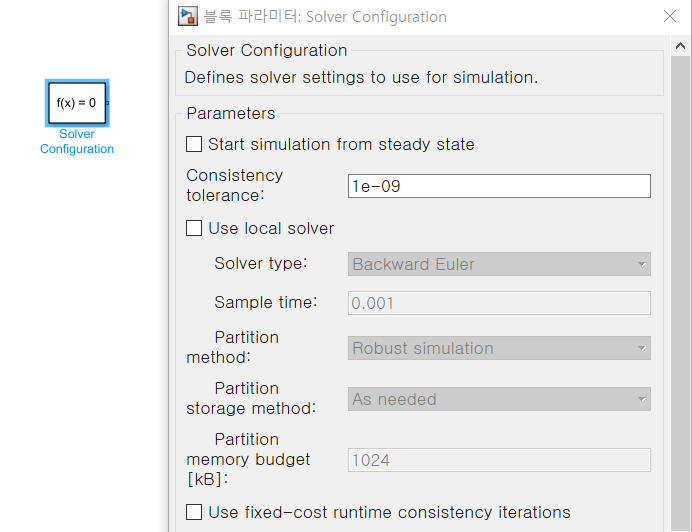 블록 파라미터: Solver Configuration
f(x) = 0
Solver
Configuration
Solver Configuration
Defines solver settings to use for simulation.
Parameters
Start simulation from steady state
Consistency
tolerance:
1e-09
Use local solver
Solver type:
Backward Euler
Sample time:
0.001
Partition
method:
Robust simulation
Partition
storage method:
As needed
Partition
memory budget
[kB]:
1024
Use fixed-cost runtime consistency iterations